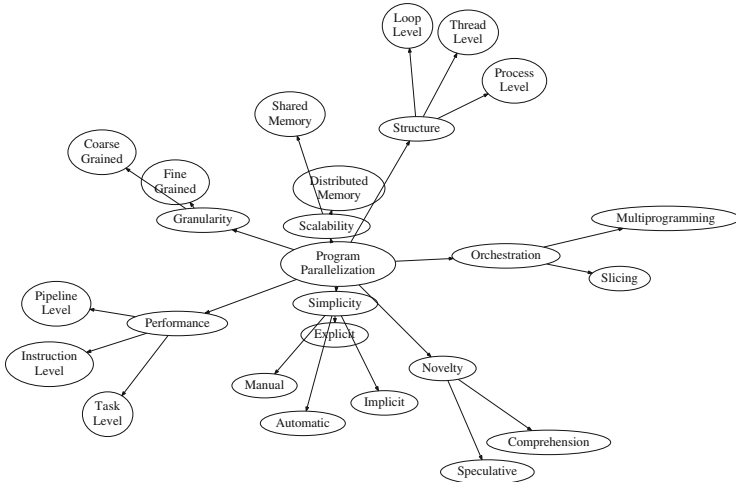 Loop
Level
Thread
Level
Process
Level
Shared
Memory
Structure
Coarse
Grained
Fine
Grained
Distributed
Memory
Granularity
Scalability
Multiprogramming
Program
Parallelization
Orchestration
Slicing
Pipeline
Level
Simplicity
Performance
Explicit
Instruction
Level
Novelty
Manual
Implicit
Task
Level
Automatic
Comprehension
Speculative